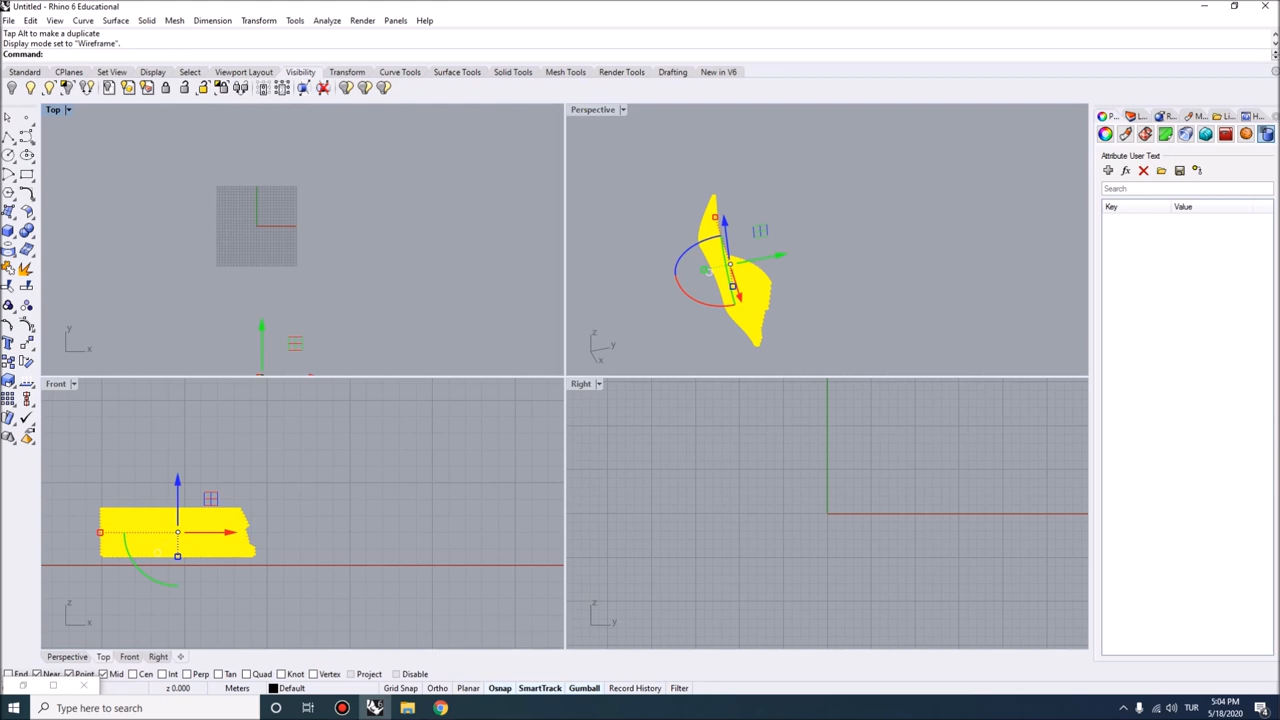 Untitled - Rhino 6 Educational
File Edit View Curve Surface Solid Mesh Dimension Transform Tools Analyze Render Panels Help
Tap Alt to make a duplicate
Display mode set to "Wireframe".
Command:
Standard CPlanes Set View Display Select Viewport Layout Visibility Transform Curve Tools Surface Tools Solid Tools Mesh Tools Render Tools Drafting New in V6
Top
Perspective
P... L... R... M... Li... H...
Attribute User Text
Search
Key Value
y
x
z
y
x
Front
Right
z
x
z
y
Perspective Top Front Right
End Near Point Mid Cen Int Perp Tan Quad Knot Vertex Project Disable
z 0.000 Meters Default Grid Snap Ortho Planar Osnap SmartTrack Gumball Record History Filter
Type here to search
TUR
5:04 PM
5/18/2020
4